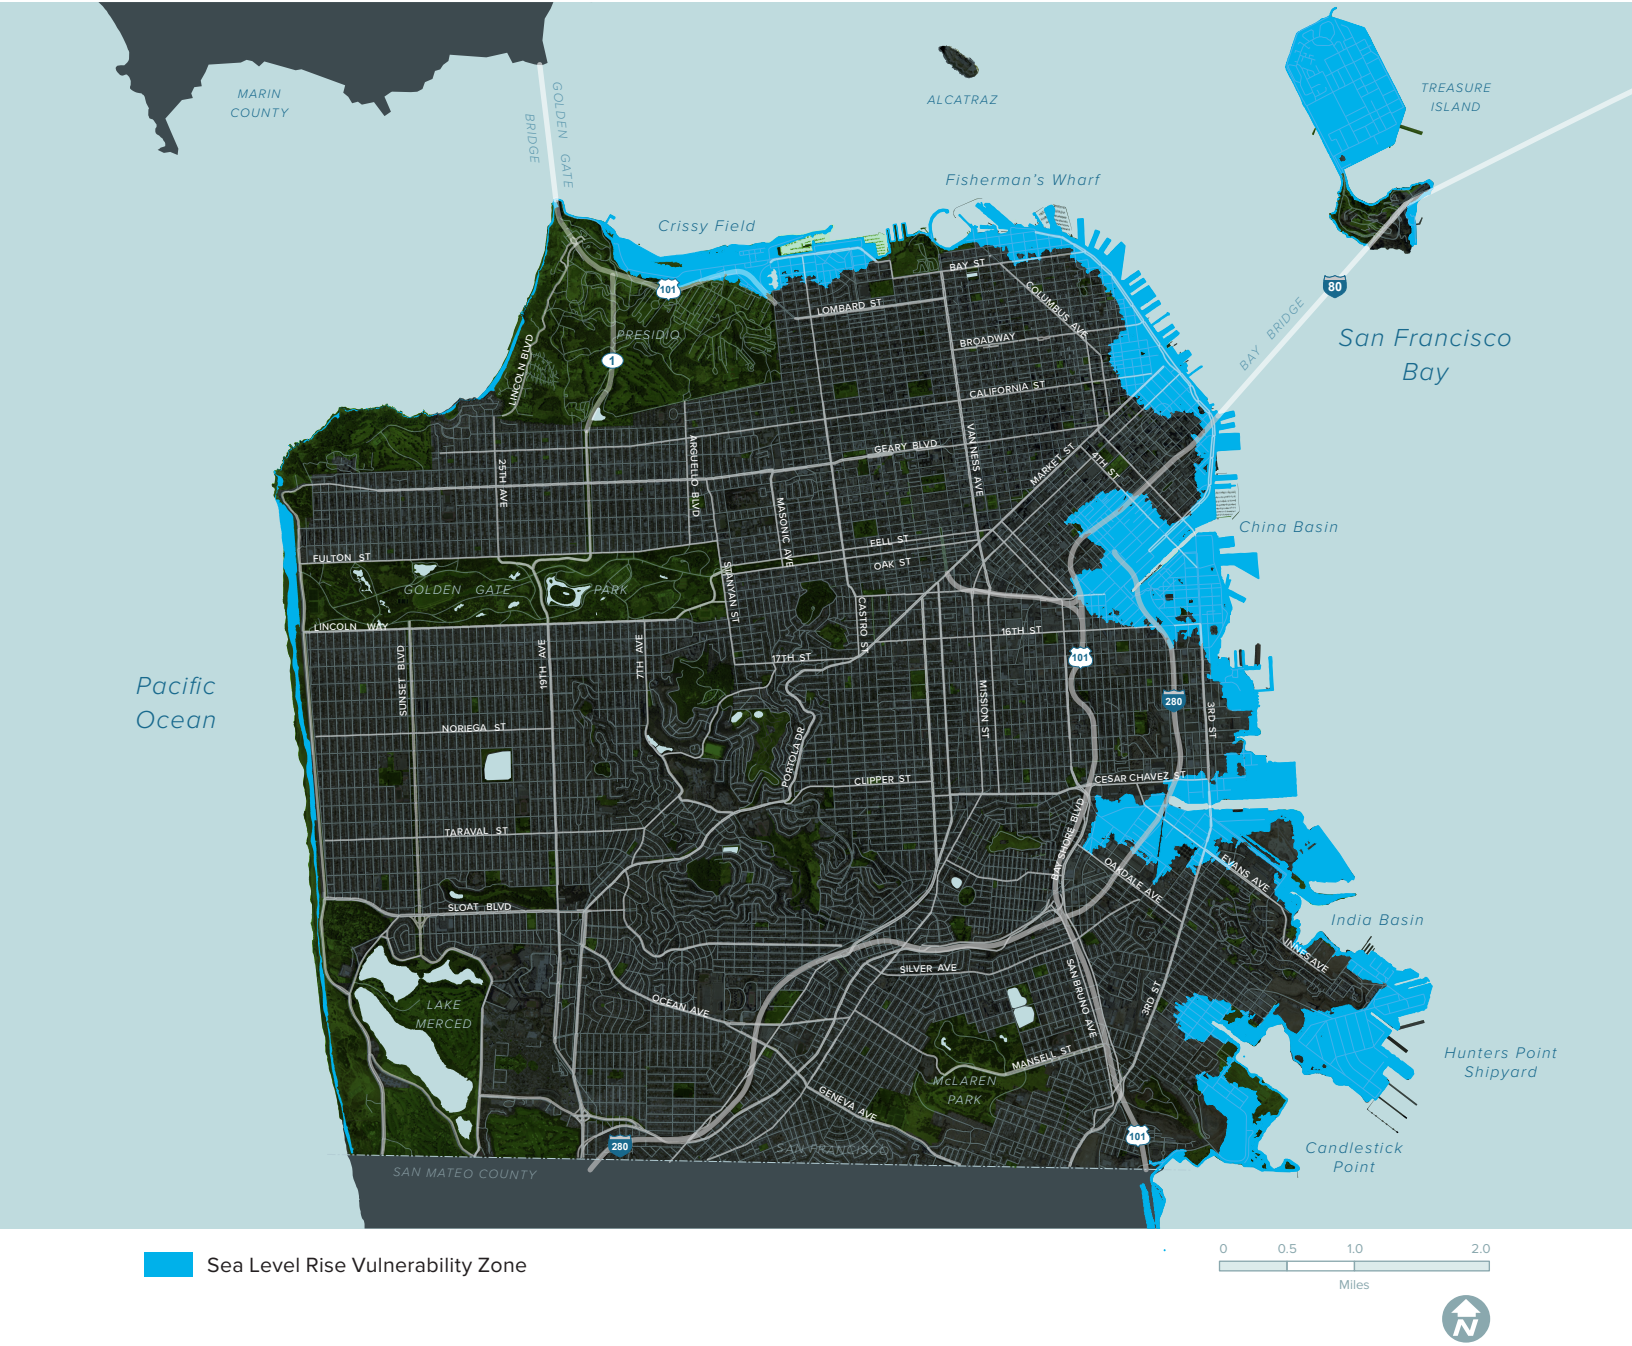 MARIN
COUNTY
GOLDEN GATE
BRIDGE
ALCATRAZ
TREASURE
ISLAND
Fisherman's Wharf
Crissy Field
101
BAY ST
LOMBARD ST
COLUMBUS AVE
80
PRESIDIO
BROADWAY
BAY BRIDGE
San Francisco
Bay
1
LINCOLN BLVD
CALIFORNIA ST
25TH AVE
ARGUELLO BLVD
GEARY BLVD
VAN NESS AVE
MARKET ST
4TH ST
MASONIC AVE
China Basin
FULTON ST
FELL ST
OAK ST
GOLDEN GATE PARK
STANYAN ST
CASTRO ST
LINCOLN WAY
16TH ST
17TH ST
101
SUNSET BLVD
19TH AVE
7TH AVE
Pacific
Ocean
MISSION ST
280
3RD ST
NORIEGA ST
PORTOLA DR
CLIPPER ST
CESAR CHAVEZ ST
TARAVAL ST
BAY SHORE BLVD
OAKDALE AVE
EVANS AVE
SLOAT BLVD
India Basin
INNES AVE
SILVER AVE
SAN BRUNO AVE
LAKE
MERCED
OCEAN AVE
3RD ST
MANSELL ST
Hunters Point
Shipyard
McLAREN
PARK
GENEVA AVE
101
280
SAN FRANCISCO
Candlestick
Point
SAN MATEO COUNTY
Sea Level Rise Vulnerability Zone
0 0.5 1.0 2.0
Miles
N